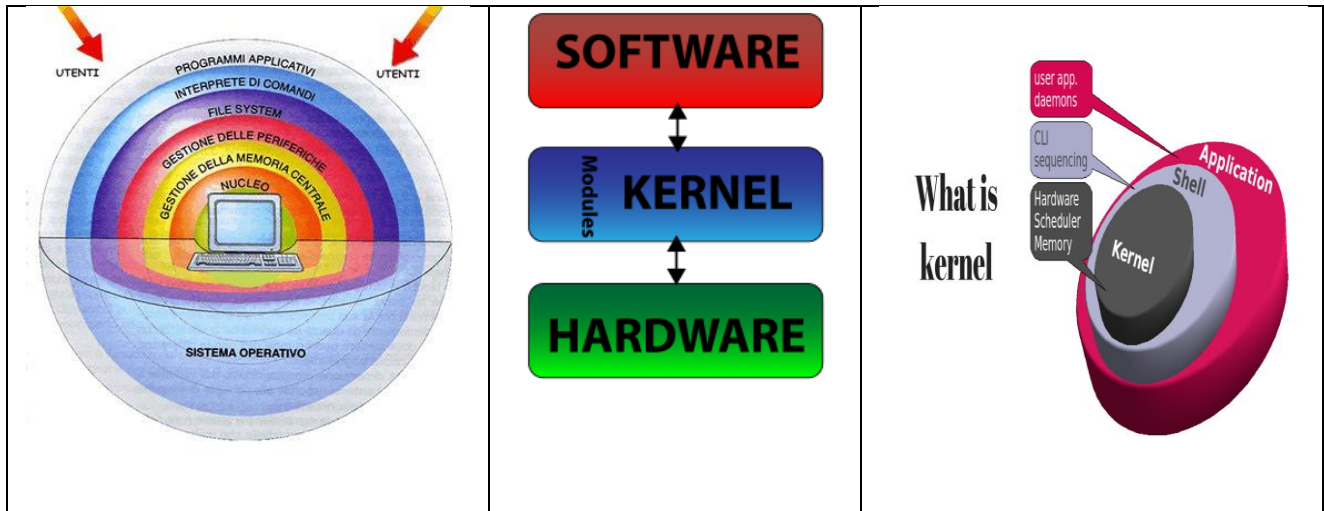 UTENTI
UTENTI
PROGRAMMI APPLICATIVI
INTERPRETE DI COMANDI
FILE SYSTEM
GESTIONE DELLE PERIFERICHE
GESTIONE DELLA MEMORIA CENTRALE
NUCLEO
SISTEMA OPERATIVO
SOFTWARE
Modules
KERNEL
HARDWARE
What is
kernel
user app.
daemons
CLI
sequencing
Hardware
Scheduler
Memory
Application
Shell
Kernel